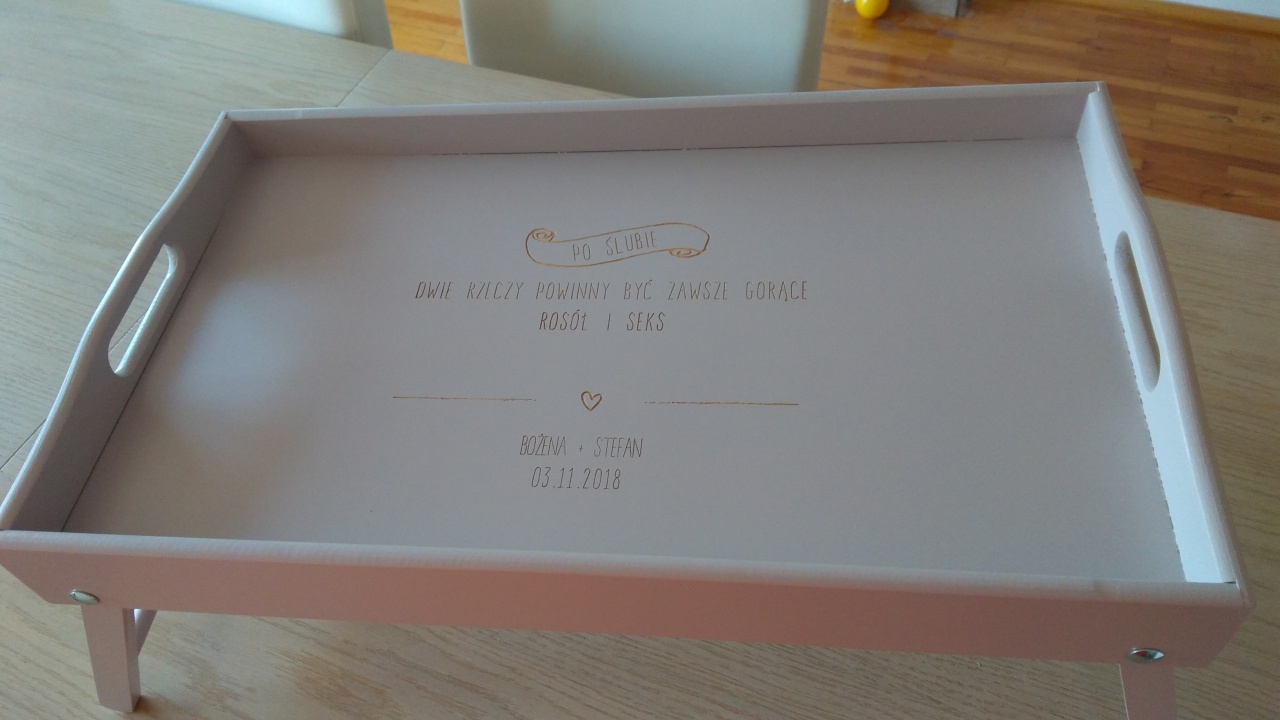 PO ŚLUBIE
DWIE RZECZY POWINNY BYĆ ZAWSZE GORĄCE
ROSÓŁ I SEKS
BOŻENA + STEFAN
03.11.2018